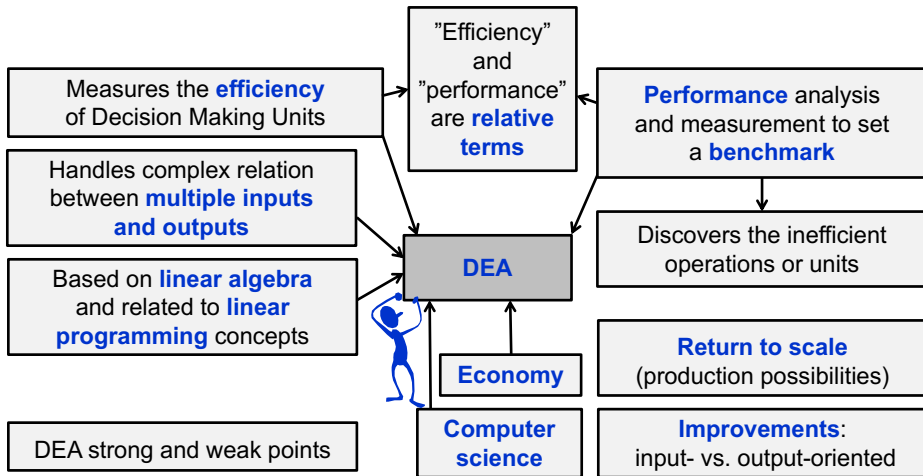 ”Efficiency”
and
”performance”
are relative
terms
Measures the efficiency
of Decision Making Units
Performance analysis
and measurement to set
a benchmark
Handles complex relation
between multiple inputs
and outputs
Discovers the inefficient
operations or units
DEA
Based on linear algebra
and related to linear
programming concepts
Economy
Return to scale
(production possibilities)
Computer
science
DEA strong and weak points
Improvements:
input- vs. output-oriented